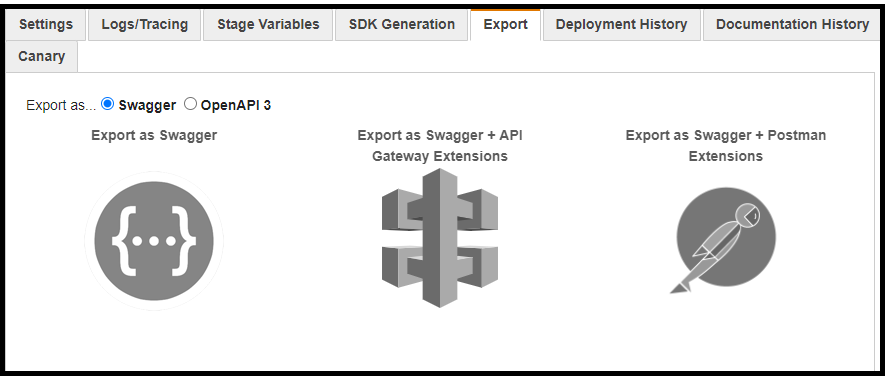 Settings Logs/Tracing Stage Variables SDK Generation Export Deployment History Documentation History
Canary
Export as... Swagger OpenAPI 3
Export as Swagger
Export as Swagger + API
Gateway Extensions
Export as Swagger + Postman
Extensions
{...}